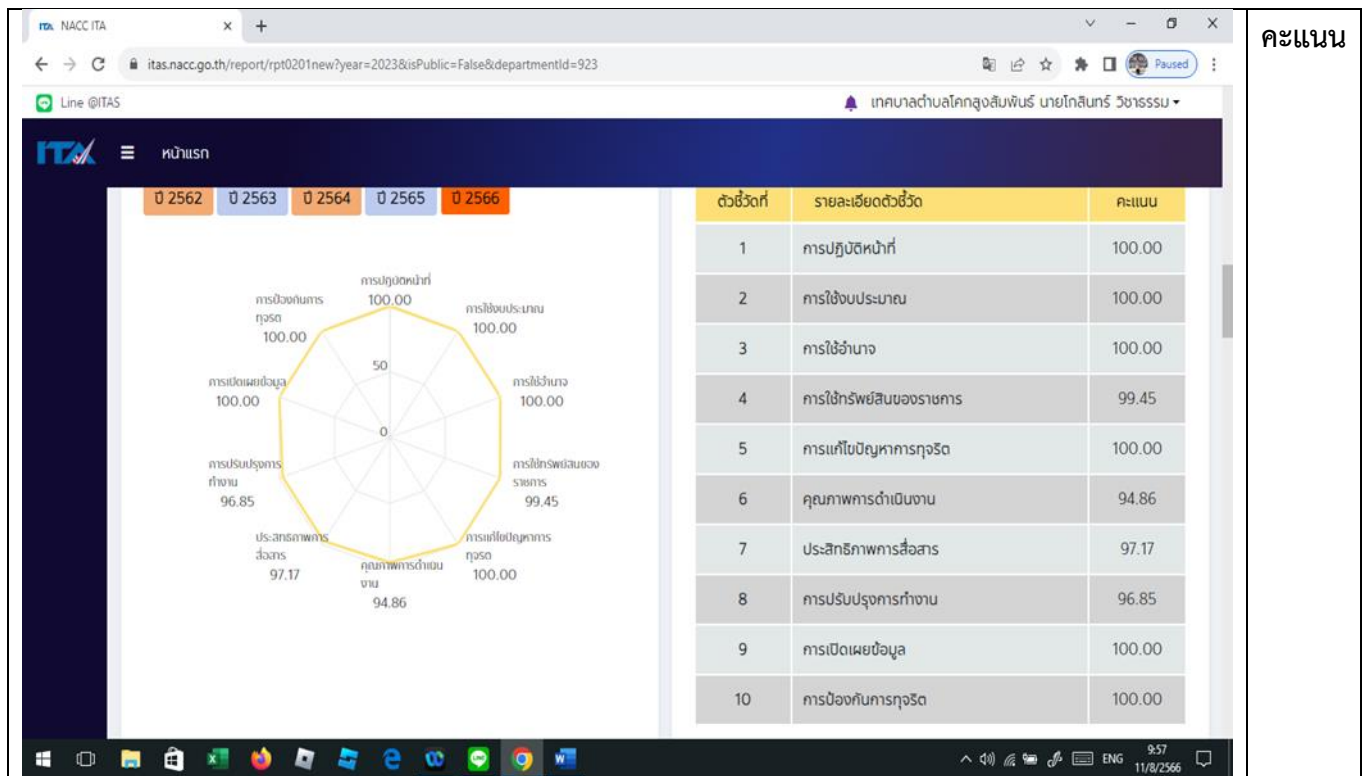 NACC ITA
itas.nacc.go.th/report/rpt0201new?year=2023&isPublic=False&departmentId=923
Paused
Line @ITAS
เทศบาลตำบลโคกสูงสัมพันธ์ นายโกสินทร์ วิชาธรรม
ITA
หน้าแรก
ปี 2562 ปี 2563 ปี 2564 ปี 2565 ปี 2566
การปฏิบัติหน้าที่
100.00
การใช้งบประมาณ
100.00
การใช้อำนาจ
100.00
การใช้ทรัพย์สินของ
ราชการ
99.45
การแก้ไขปัญหาการ
ทุจริต
100.00
คุณภาพการดำเนิน
งาน
94.86
ประสิทธิภาพการ
สื่อสาร
97.17
การปรับปรุงการ
ทำงาน
96.85
การเปิดเผยข้อมูล
100.00
การป้องกันการ
ทุจริต
100.00
50
0
ตัวชี้วัดที่ รายละเอียดตัวชี้วัด คะแนน
1 การปฏิบัติหน้าที่ 100.00
2 การใช้งบประมาณ 100.00
3 การใช้อำนาจ 100.00
4 การใช้ทรัพย์สินของราชการ 99.45
5 การแก้ไขปัญหาการทุจริต 100.00
6 คุณภาพการดำเนินงาน 94.86
7 ประสิทธิภาพการสื่อสาร 97.17
8 การปรับปรุงการทำงาน 96.85
9 การเปิดเผยข้อมูล 100.00
10 การป้องกันการทุจริต 100.00
ENG
9:57
11/8/2566
คะแนน